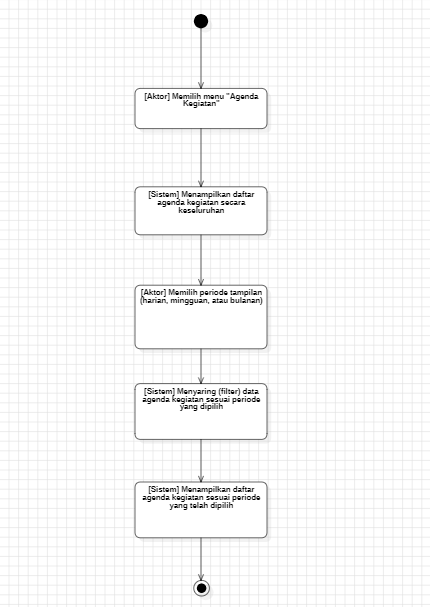 [Aktor] Memilih menu "Agenda
Kegiatan"
[Sistem] Menampilkan daftar
agenda kegiatan secara
keseluruhan
[Aktor] Memilih periode tampilan
(harian, mingguan, atau bulanan)
[Sistem] Menyaring (filter) data
agenda kegiatan sesuai periode
yang dipilih
[Sistem] Menampilkan daftar
agenda kegiatan sesuai periode
yang telah dipilih